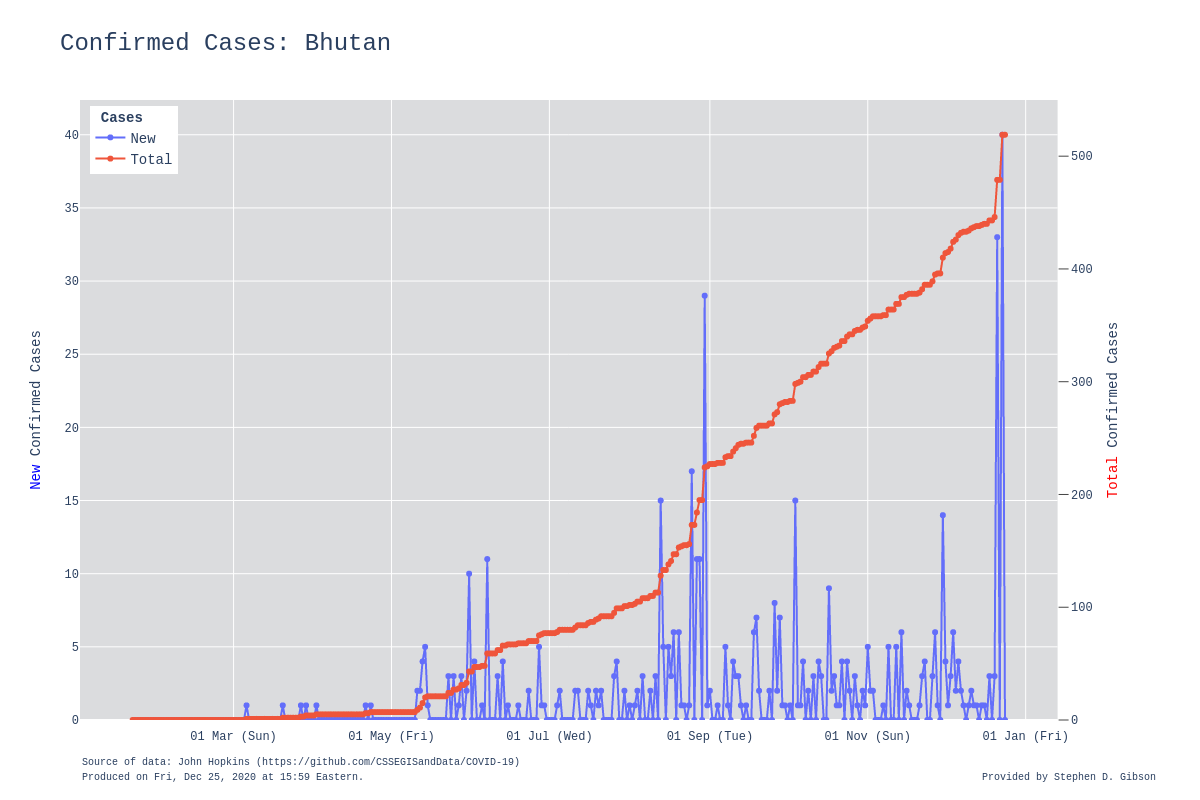 Confirmed Cases: Bhutan
Cases
New
Total
40
35
30
25
20
15
10
5
0
500
400
300
200
100
0
New Confirmed Cases
Total Confirmed Cases
01 Mar (Sun)
01 May (Fri)
01 Jul (Wed)
01 Sep (Tue)
01 Nov (Sun)
01 Jan (Fri)
Source of data: John Hopkins (https://github.com/CSSEGISandData/COVID-19)
Produced on Fri, Dec 25, 2020 at 15:59 Eastern.
Provided by Stephen D. Gibson